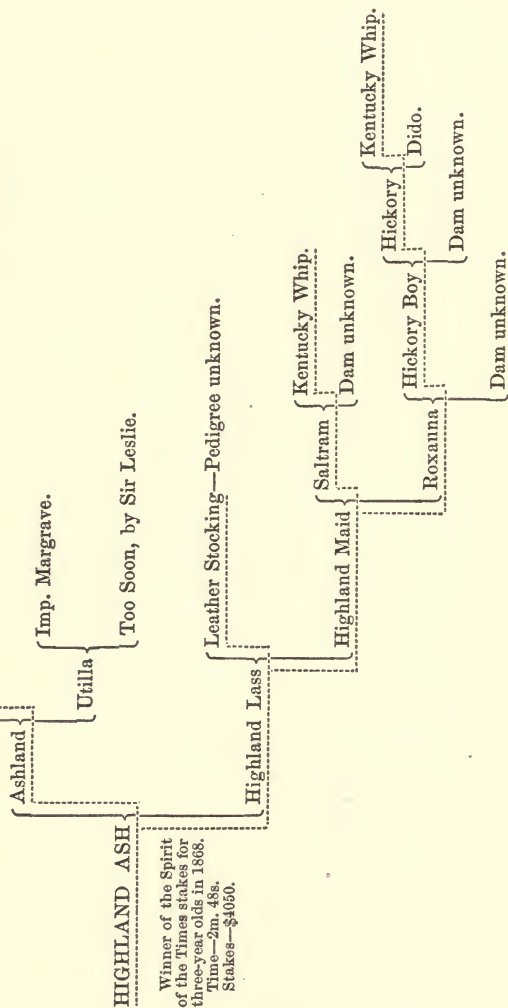 HIGHLAND ASH
Winner of the Spirit
of the Times stakes for
three-year olds in 1868.
Time—2m. 48s.
Stakes—$4050.
Ashland
Utilla
Imp. Margrave.
Too Soon, by Sir Leslie.
Highland Lass
Leather Stocking—Pedigree unknown.
Highland Maid
Saltram
Kentucky Whip.
Dam unknown.
Roxanna
Hickory Boy
Hickory
Kentucky Whip.
Dido.
Dam unknown.
Dam unknown.